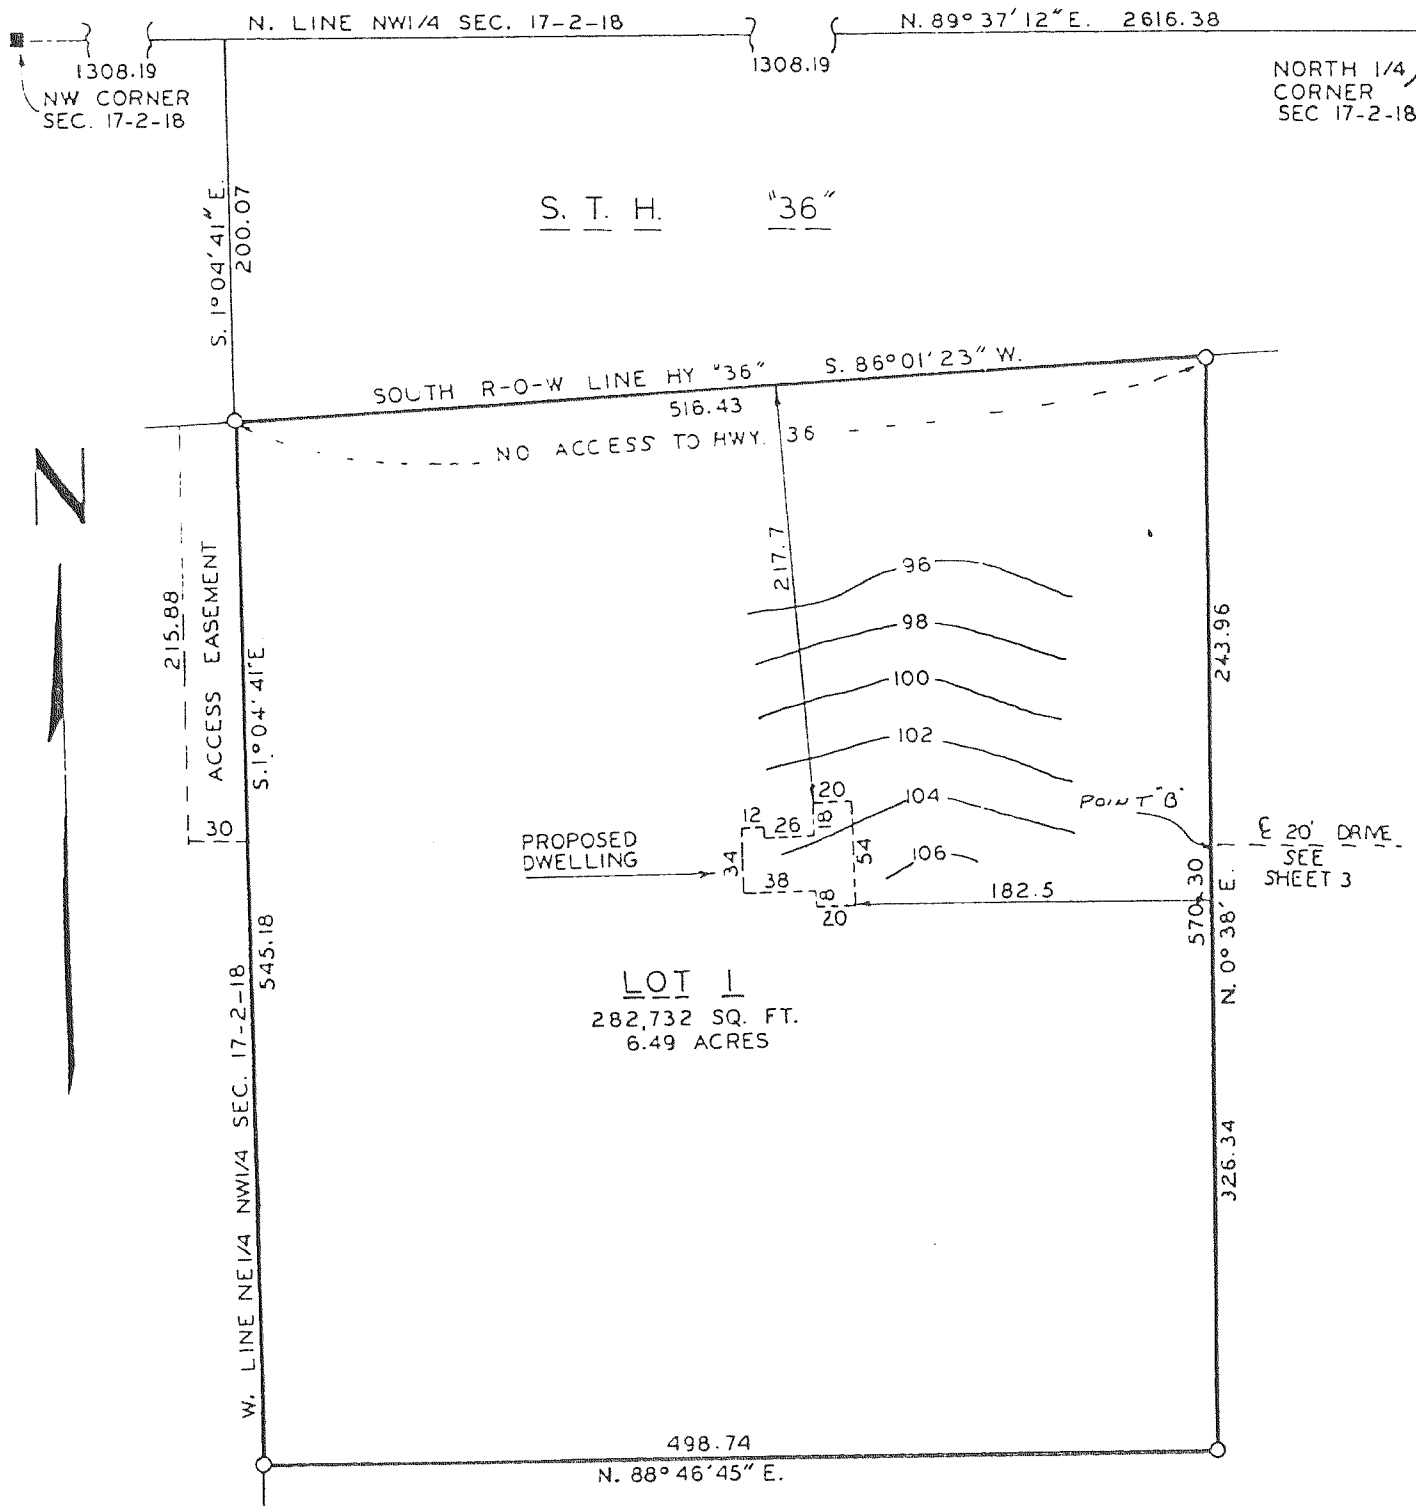 N. LINE NW1/4 SEC. 17-2-18
N. 89° 37' 12" E. 2616.38
1308.19
1308.19
NW CORNER
SEC. 17-2-18
NORTH 1/4
CORNER
SEC 17-2-18
S. 1° 04' 41" E.
200.07
S. T. H. "36"
SOUTH R-O-W LINE HY "36"
S. 86° 01' 23" W.
516.43
NO ACCESS TO HWY. 36
N
215.88
ACCESS EASEMENT
30
S. 1° 04' 41" E.
217.7
96
98
100
102
104
106
243.96
POINT "B"
℄ 20' DRIVE
SEE
SHEET 3
PROPOSED
DWELLING
12
26
18
20
34
38
54
8
20
182.5
570.30
N. 0° 38' E.
545.18
W. LINE NE1/4 NW1/4 SEC. 17-2-18
LOT 1
282,732 SQ. FT.
6.49 ACRES
326.34
498.74
N. 88° 46' 45" E.